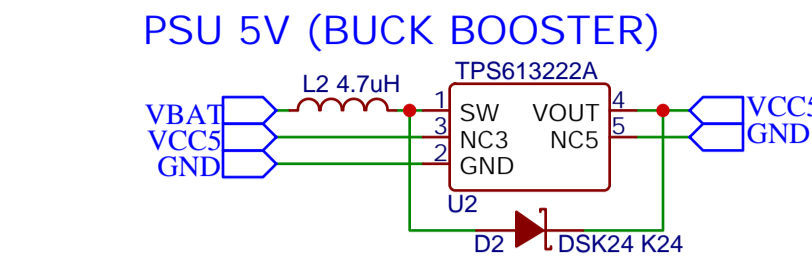 PSU 5V (BUCK BOOSTER)
L2 4.7uH
TPS613222A
VBAT
VCC5
GND
1
3
2
SW
NC3
GND
VOUT
NC5
4
5
VCC5
GND
U2
D2
DSK24 K24